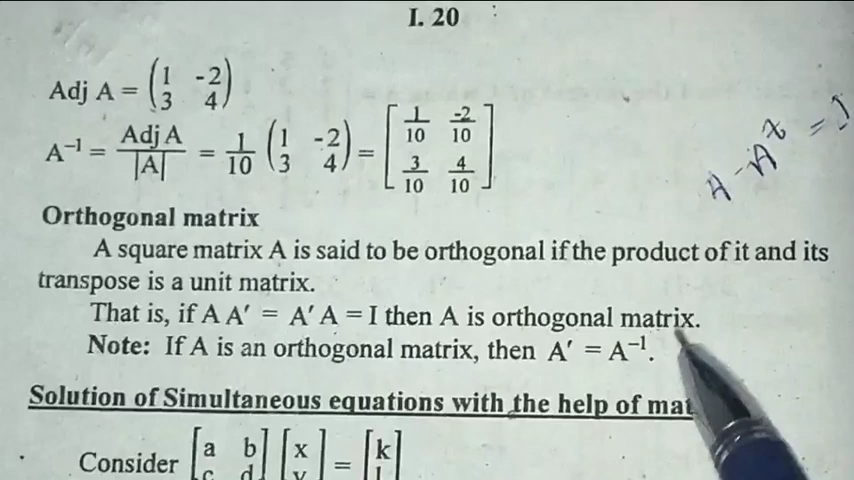 I. 20
Adj A = (1 -2
3 4)
A⁻¹ = Adj A / |A| = 1/10 (1 -2
3 4) = [1/10 -2/10
3/10 4/10]
Orthogonal matrix
A square matrix A is said to be orthogonal if the product of it and its
transpose is a unit matrix.
That is, if A A′ = A′ A = I then A is orthogonal matrix.
Note: If A is an orthogonal matrix, then A′ = A⁻¹.
Solution of Simultaneous equations with the help of
Consider [a b
c d] [x
y] = [k
l]